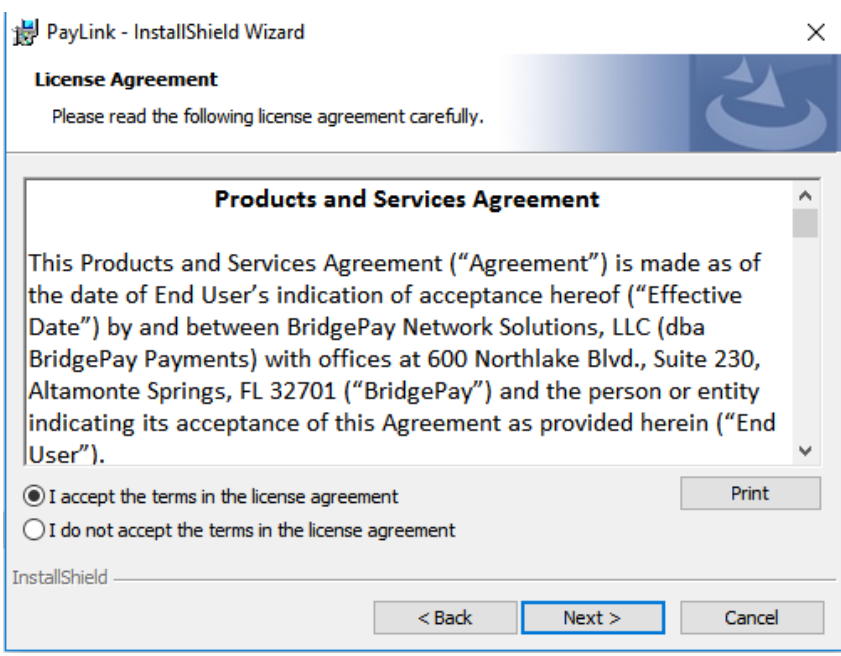 PayLink - InstallShield Wizard
License Agreement
Please read the following license agreement carefully.
Products and Services Agreement
This Products and Services Agreement (“Agreement”) is made as of
the date of End User’s indication of acceptance hereof (“Effective
Date”) by and between BridgePay Network Solutions, LLC (dba
BridgePay Payments) with offices at 600 Northlake Blvd., Suite 230,
Altamonte Springs, FL 32701 (“BridgePay”) and the person or entity
indicating its acceptance of this Agreement as provided herein (“End
User”).
I accept the terms in the license agreement
Print
I do not accept the terms in the license agreement
InstallShield
< Back
Next >
Cancel